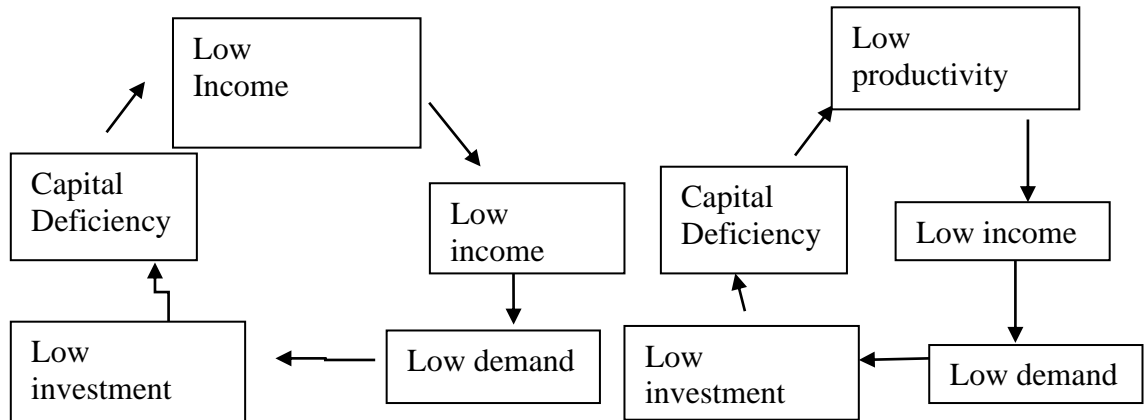 Low
Income
Capital
Deficiency
Low
income
Low
investment
Low demand
Low
productivity
Capital
Deficiency
Low income
Low
investment
Low demand